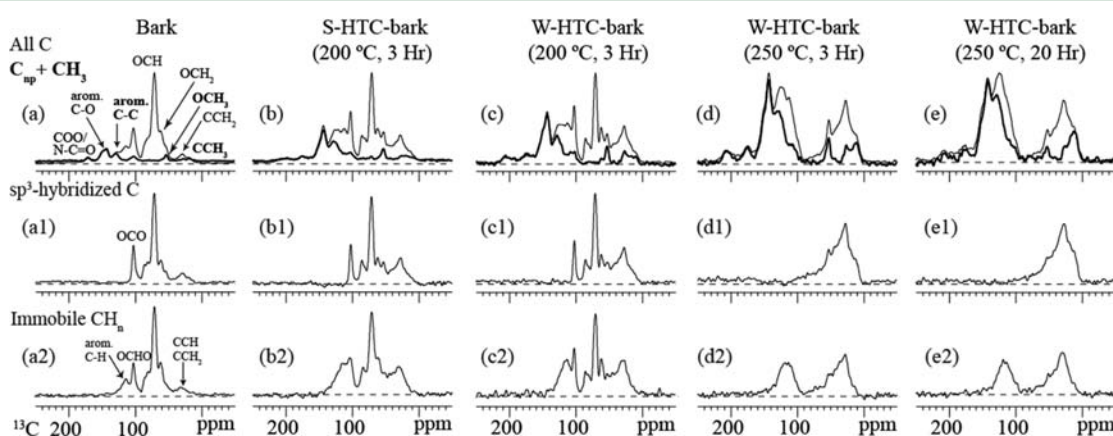 Bark
S-HTC-bark
(200 ºC, 3 Hr)
W-HTC-bark
(200 ºC, 3 Hr)
W-HTC-bark
(250 ºC, 3 Hr)
W-HTC-bark
(250 ºC, 20 Hr)
All C
Cnp + CH3
OCH
OCH2
arom.
C-O
arom.
C-C
OCH3
CCH2
COO/
N-C=O
CCH3
(a)
(b)
(c)
(d)
(e)
sp³-hybridized C
(a1)
OCO
(b1)
(c1)
(d1)
(e1)
Immobile CHn
(a2)
arom.
C-H
OCHO
CCH
CCH2
(b2)
(c2)
(d2)
(e2)
¹³C 200 100 ppm
200 100 ppm
200 100 ppm
200 100 ppm
200 100 ppm